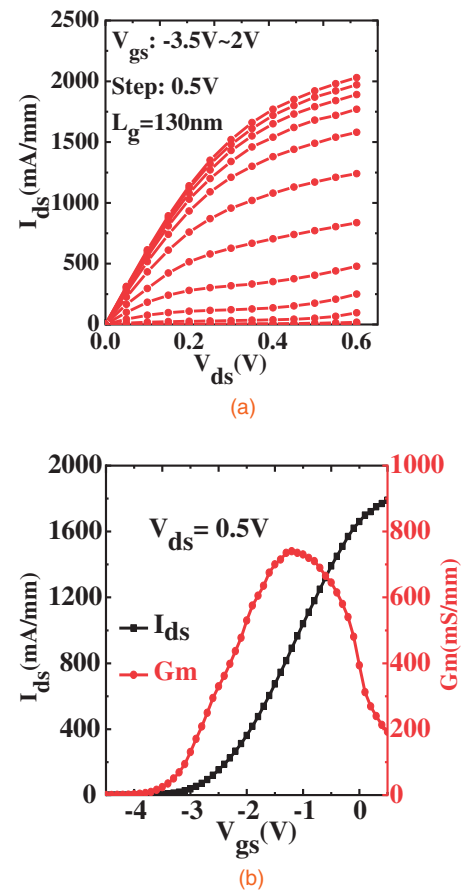 2500
2000
1500
1000
500
0
I_ds(mA/mm)
V_gs: -3.5V~2V
Step: 0.5V
L_g=130nm
0.0 0.2 0.4 0.6
V_ds(V)
(a)
2000
1600
1200
800
400
0
I_ds(mA/mm)
V_ds= 0.5V
I_ds
Gm
1000
800
600
400
200
0
Gm(mS/mm)
-4 -3 -2 -1 0
V_gs(V)
(b)